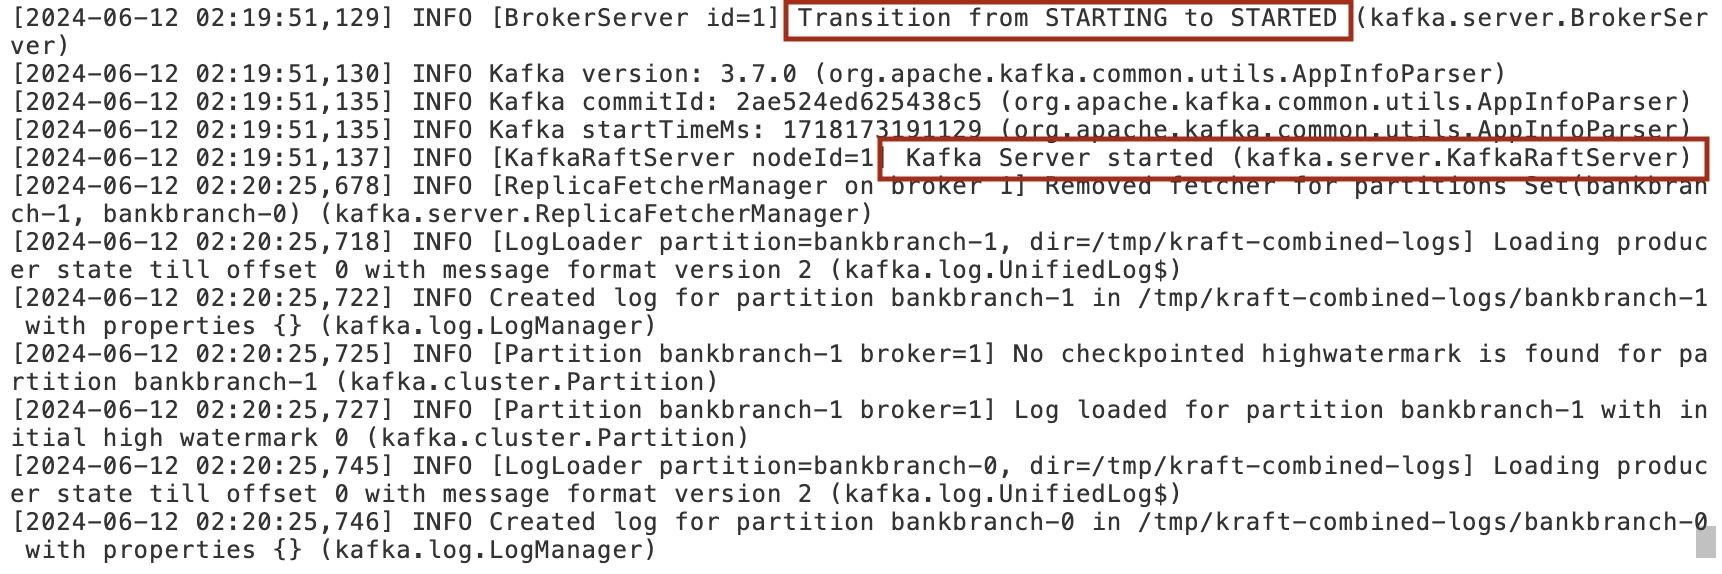 [2024-06-12 02:19:51,129] INFO [BrokerServer id=1] Transition from STARTING to STARTED (kafka.server.BrokerSer
ver)
[2024-06-12 02:19:51,130] INFO Kafka version: 3.7.0 (org.apache.kafka.common.utils.AppInfoParser)
[2024-06-12 02:19:51,135] INFO Kafka commitId: 2ae524ed625438c5 (org.apache.kafka.common.utils.AppInfoParser)
[2024-06-12 02:19:51,135] INFO Kafka startTimeMs: 1718173191129 (org.apache.kafka.common.utils.AppInfoParser)
[2024-06-12 02:19:51,137] INFO [KafkaRaftServer nodeId=1] Kafka Server started (kafka.server.KafkaRaftServer)
[2024-06-12 02:20:25,678] INFO [ReplicaFetcherManager on broker 1] Removed fetcher for partitions Set(bankbran
ch-1, bankbranch-0) (kafka.server.ReplicaFetcherManager)
[2024-06-12 02:20:25,718] INFO [LogLoader partition=bankbranch-1, dir=/tmp/kraft-combined-logs] Loading produc
er state till offset 0 with message format version 2 (kafka.log.UnifiedLog$)
[2024-06-12 02:20:25,722] INFO Created log for partition bankbranch-1 in /tmp/kraft-combined-logs/bankbranch-1
 with properties {} (kafka.log.LogManager)
[2024-06-12 02:20:25,725] INFO [Partition bankbranch-1 broker=1] No checkpointed highwatermark is found for pa
rtition bankbranch-1 (kafka.cluster.Partition)
[2024-06-12 02:20:25,727] INFO [Partition bankbranch-1 broker=1] Log loaded for partition bankbranch-1 with in
itial high watermark 0 (kafka.cluster.Partition)
[2024-06-12 02:20:25,745] INFO [LogLoader partition=bankbranch-0, dir=/tmp/kraft-combined-logs] Loading produc
er state till offset 0 with message format version 2 (kafka.log.UnifiedLog$)
[2024-06-12 02:20:25,746] INFO Created log for partition bankbranch-0 in /tmp/kraft-combined-logs/bankbranch-0
 with properties {} (kafka.log.LogManager)